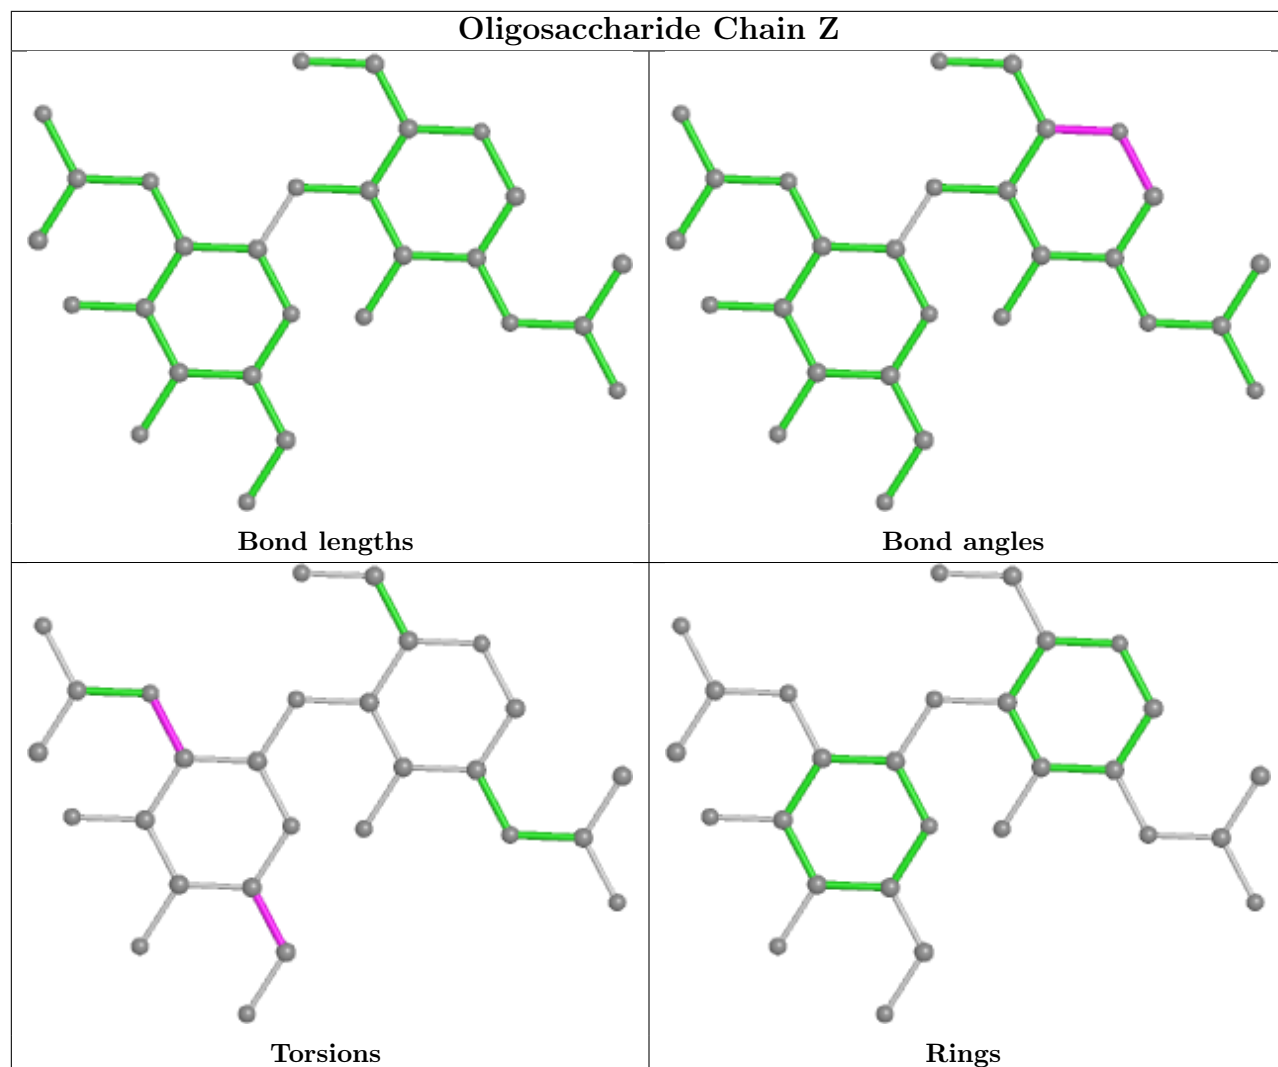 Oligosaccharide Chain Z
Bond lengths
Bond angles
Torsions
Rings